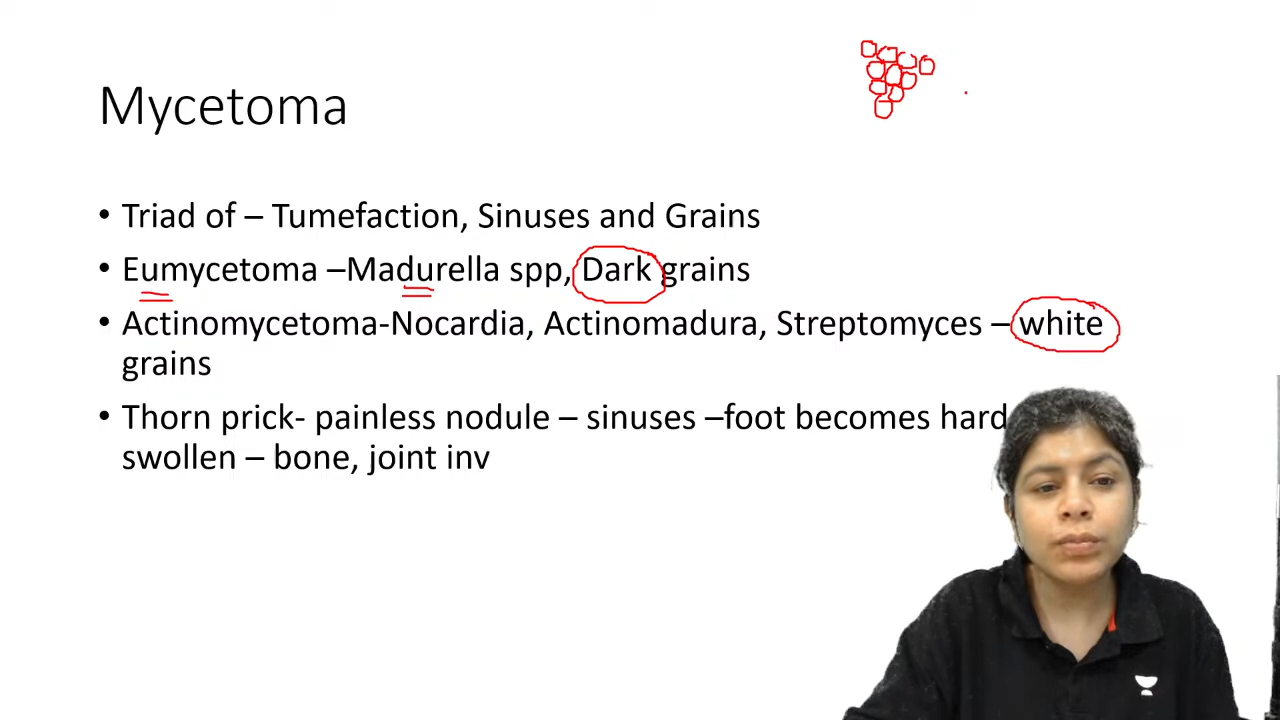 Mycetoma
• Triad of – Tumefaction, Sinuses and Grains
• Eumycetoma –Madurella spp, Dark grains
• Actinomycetoma-Nocardia, Actinomadura, Streptomyces – white
grains
• Thorn prick- painless nodule – sinuses –foot becomes hard
swollen – bone, joint inv